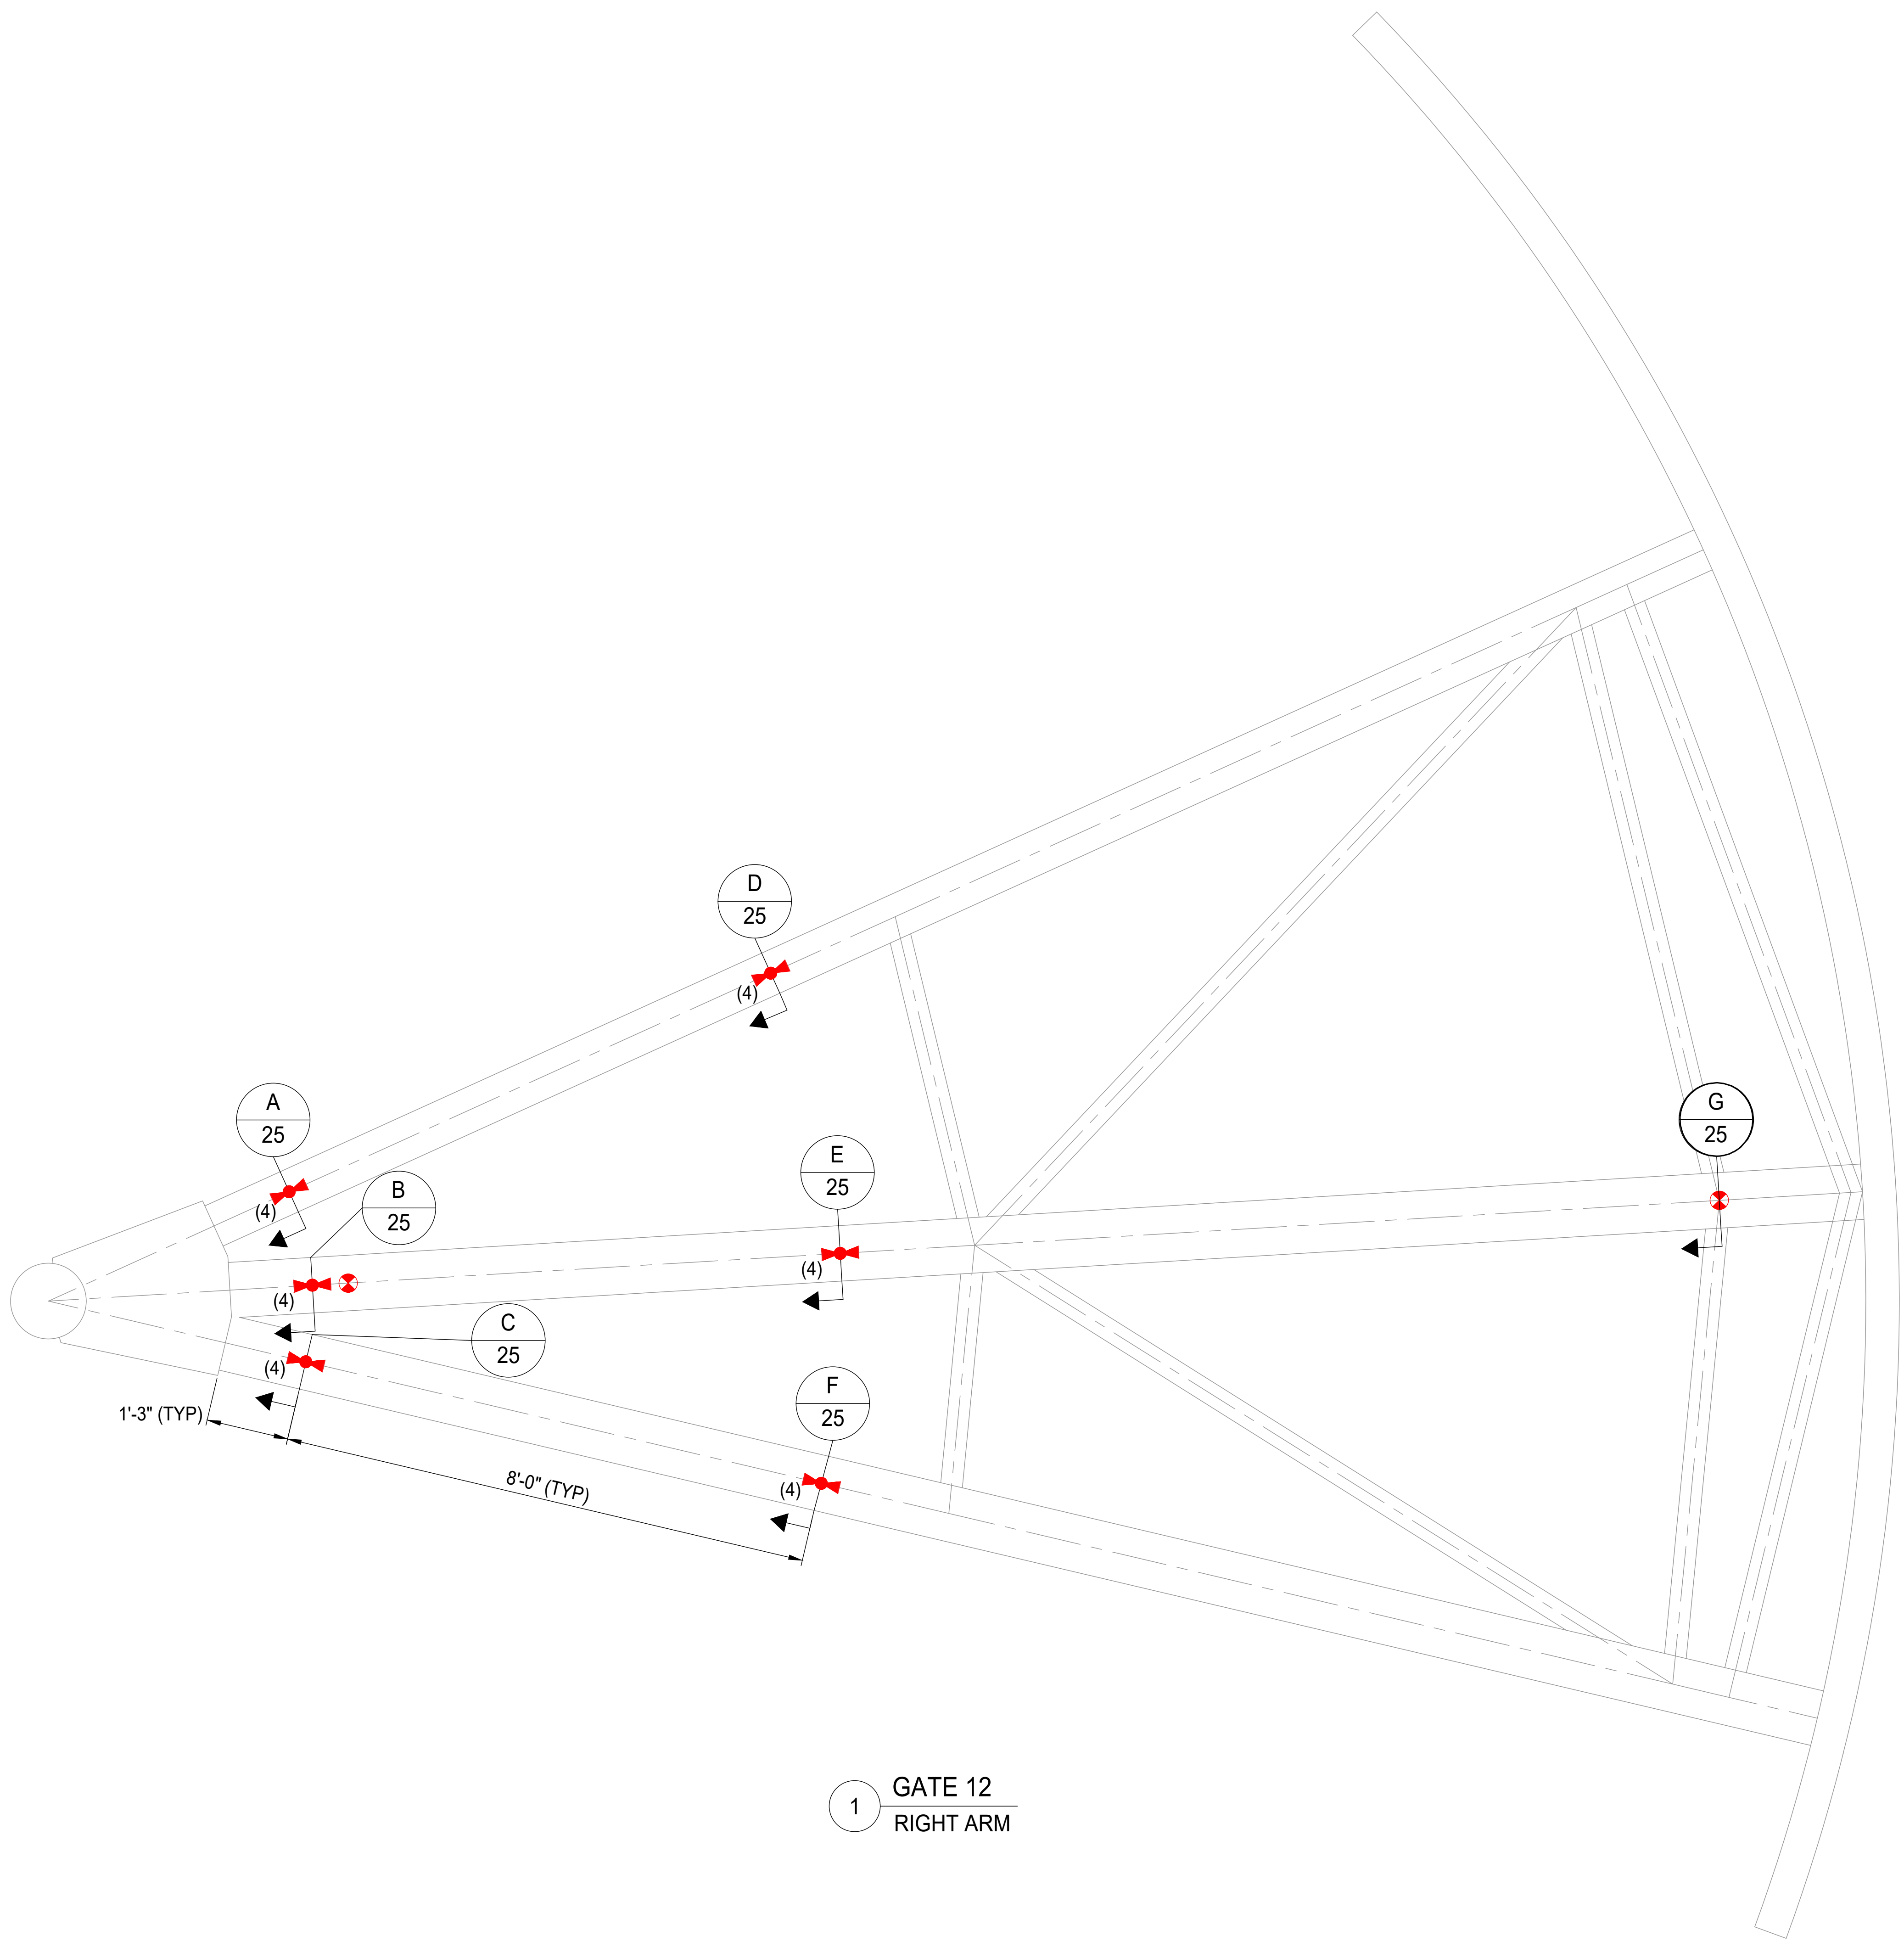 D
25
(4)
A
25
(4)
B
25
(4)
E
25
(4)
G
25
C
25
(4)
F
25
(4)
1'-3" (TYP)
8'-0" (TYP)
1
GATE 12
RIGHT ARM